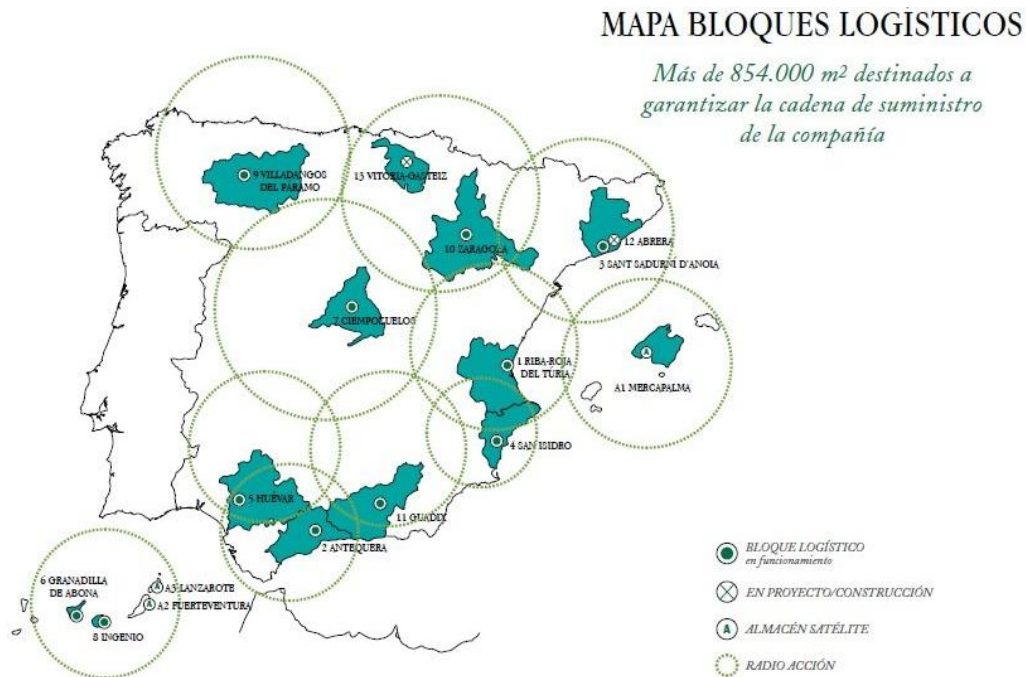 MAPA BLOQUES LOGÍSTICOS
Más de 854.000 m² destinados a
garantizar la cadena de suministro
de la compañía
9 VILLADANGOS
DEL PÁRAMO
13 VITORIA-GASTEIZ
10 ZARAGOZA
12 ABRERA
3 SANT SADURNÍ D'ANOIA
7 CIEMPOZUELOS
1 RIBA-ROJA
DEL TURIA
A1 MERCAPALMA
4 SAN ISIDRO
5 HUÉVAR
11 GUADIX
2 ANTEQUERA
6 GRANADILLA
DE ABONA
A3 LANZAROTE
A2 FUERTEVENTURA
8 INGENIO
BLOQUE LOGÍSTICO
en funcionamiento
EN PROYECTO/CONSTRUCCIÓN
A
ALMACÉN SATÉLITE
RADIO ACCIÓN